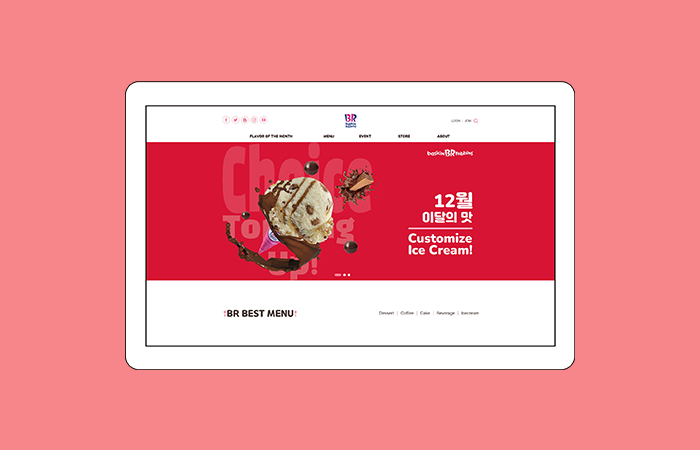 BR
baskin
robbins
LOGIN | JOIN
FLAVOR OF THE MONTH MENU EVENT STORE ABOUT
Choice
Topping
Up!
baskin BR robbins
12월
이달의 맛
Customize
Ice Cream!
!BR BEST MENU!
Dessert | Coffee | Cake | Beverage | Icecream